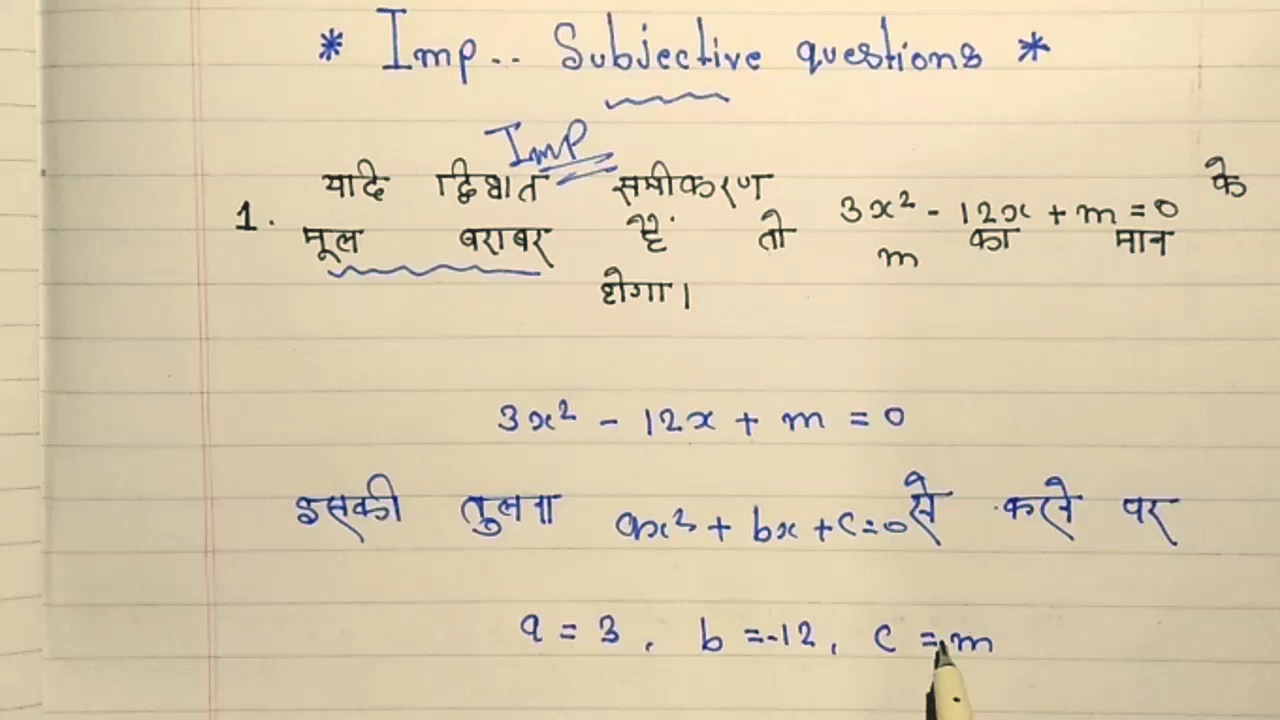 * Imp.. Subjective questions *
Imp
1. यदि द्विघात समीकरण 3x² - 12x + m = 0 के
मूल बराबर हैं तो m का मान
होगा।
3x² - 12x + m = 0
इसकी तुलना ax² + bx + c = 0 से करने पर
a = 3, b = -12, c = m